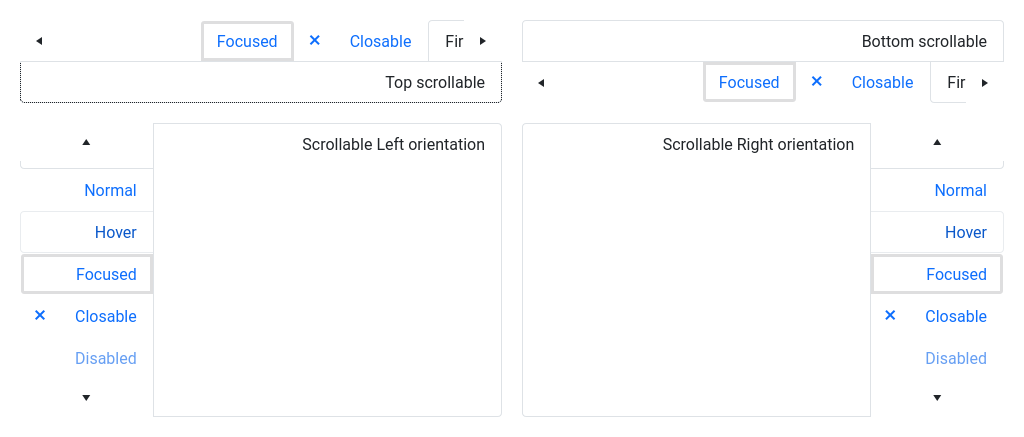 Focused
Closable
Fir
Top scrollable
Bottom scrollable
Focused
Closable
Fir
Scrollable Left orientation
Normal
Hover
Focused
Closable
Disabled
Scrollable Right orientation
Normal
Hover
Focused
Closable
Disabled